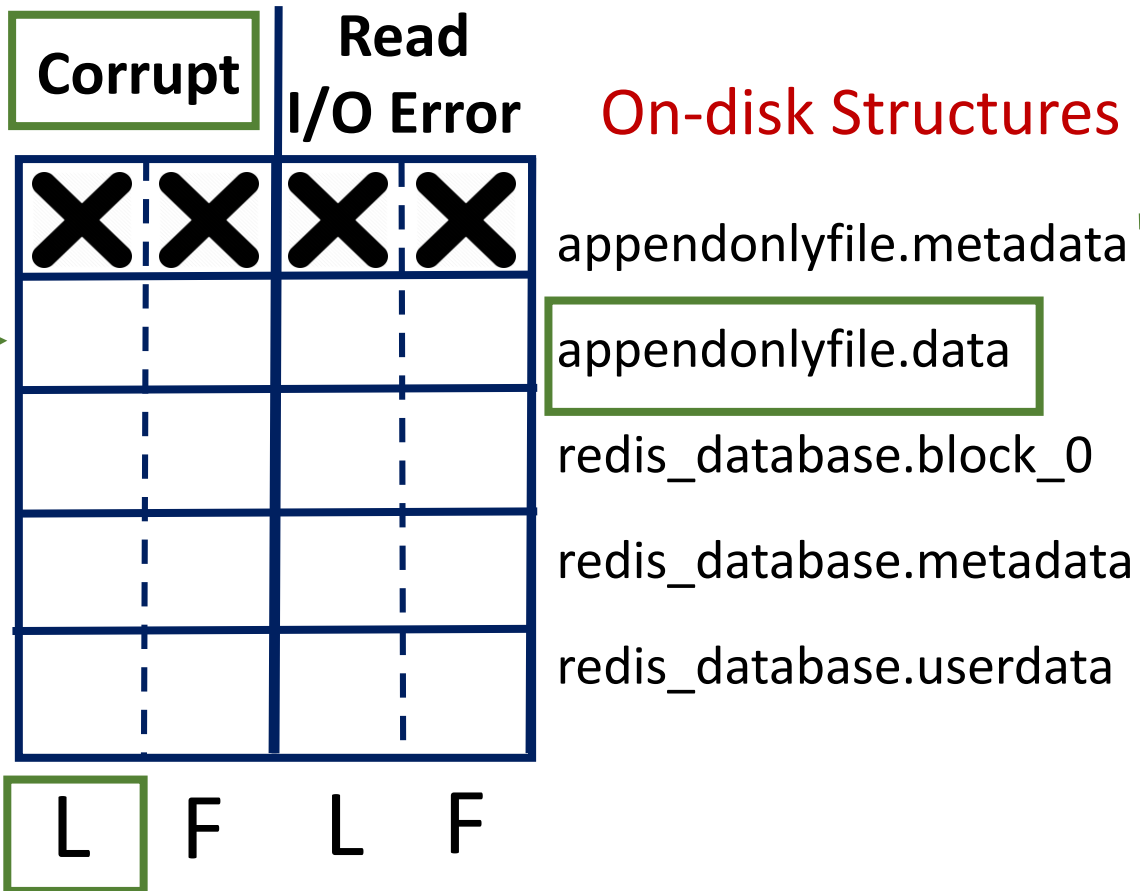 Corrupt
Read
I/O Error
On-disk Structures
appendonlyfile.metadata
appendonlyfile.data
redis_database.block_0
redis_database.metadata
redis_database.userdata
L F L F